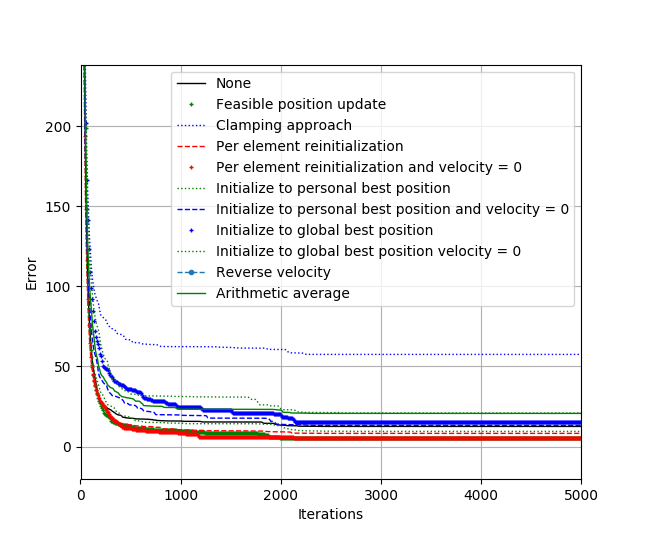 None
Feasible position update
Clamping approach
Per element reinitialization
Per element reinitialization and velocity = 0
Initialize to personal best position
Initialize to personal best position and velocity = 0
Initialize to global best position
Initialize to global best position velocity = 0
Reverse velocity
Arithmetic average
200
150
100
50
0
Error
0 1000 2000 3000 4000 5000
Iterations